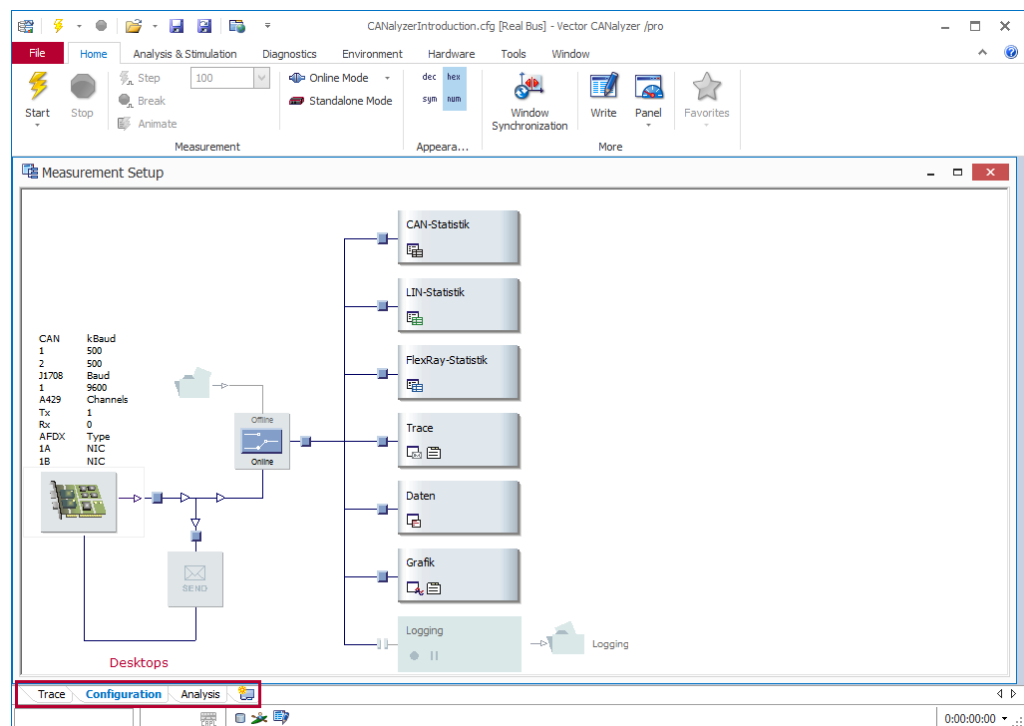 CANalyzerIntroduction.cfg [Real Bus] - Vector CANalyzer /pro
File Home Analysis & Stimulation Diagnostics Environment Hardware Tools Window
Start
Stop
Step 100
Break
Animate
Measurement
Online Mode
Standalone Mode
dec hex
sym num
Appeara...
Window
Synchronization
Write
Panel
Favorites
More
Measurement Setup
CAN-Statistik
LIN-Statistik
FlexRay-Statistik
Trace
Daten
Grafik
Logging
Logging
CAN kBaud
1 500
2 500
J1708 Baud
1 9600
A429 Channels
Tx 1
Rx 0
AFDX Type
1A NIC
1B NIC
Offline
Online
SEND
Desktops
Trace Configuration Analysis
CAPL
0:00:00:00